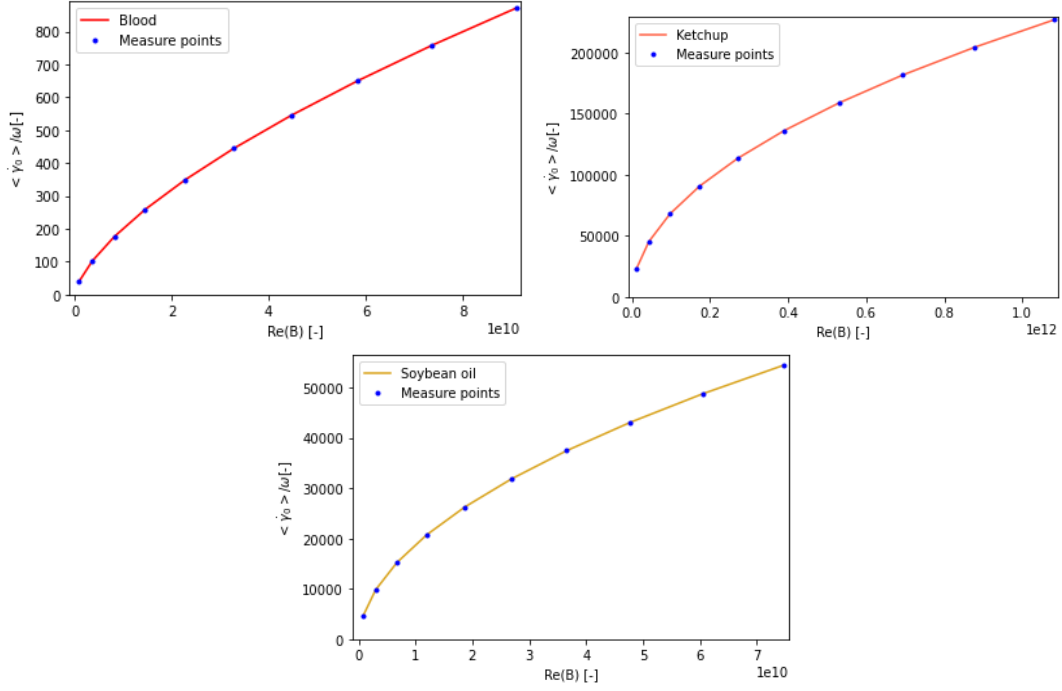 Blood
Measure points
800
700
600
500
400
300
200
100
0
< γ̇₀ > /ω[-]
0
2
4
6
8
1e10
Re(B) [-]
Ketchup
Measure points
200000
150000
100000
50000
0
< γ̇₀ > /ω[-]
0.0
0.2
0.4
0.6
0.8
1.0
1e12
Re(B) [-]
Soybean oil
Measure points
50000
40000
30000
20000
10000
0
< γ̇₀ > /ω[-]
0
1
2
3
4
5
6
7
1e10
Re(B) [-]